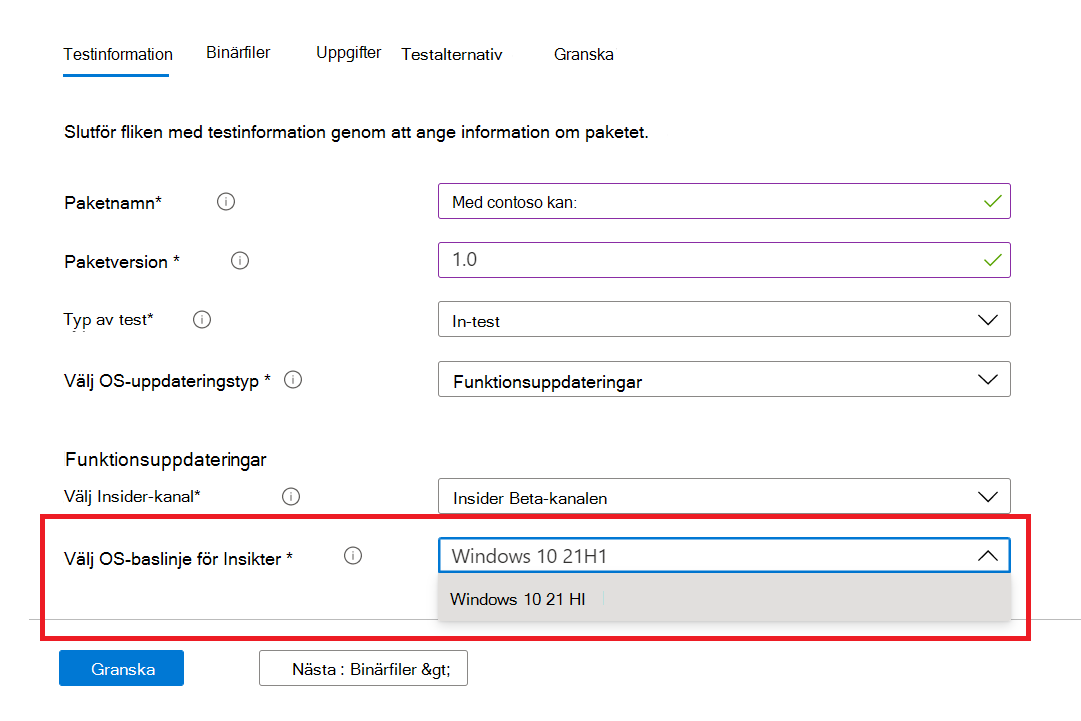 Testinformation Binärfiler Uppgifter Testalternativ Granska
Slutför fliken med testinformation genom att ange information om paketet.
Paketnamn* Med contoso kan:
Paketversion * 1.0
Typ av test* In-test
Välj OS-uppdateringstyp * Funktionsuppdateringar
Funktionsuppdateringar
Välj Insider-kanal* Insider Beta-kanalen
Välj OS-baslinje för Insikter * Windows 10 21H1
Windows 10 21 HI
Granska Nästa : Binärfiler &gt;